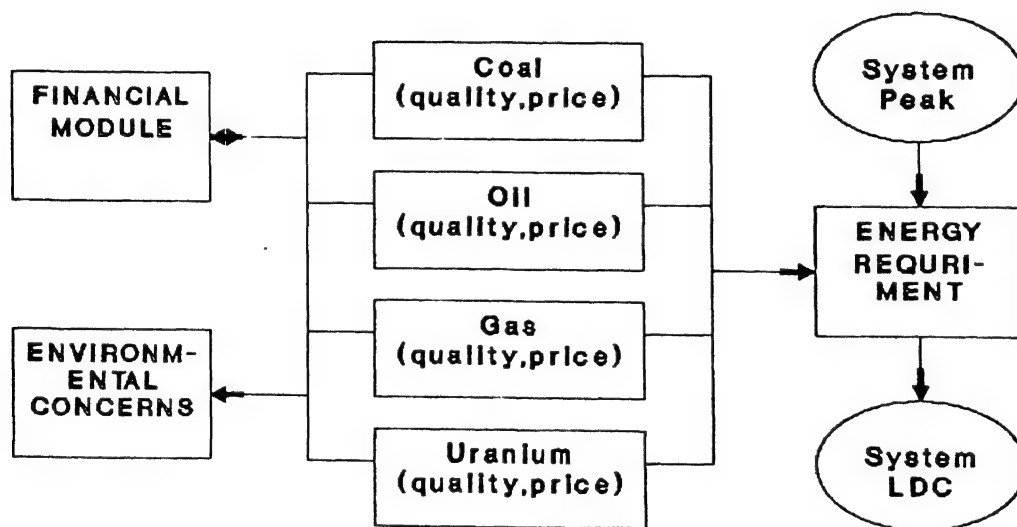 FINANCIAL
MODULE
ENVIRONM-
ENTAL
CONCERNS
Coal
(quality,price)
Oil
(quality,price)
Gas
(quality,price)
Uranium
(quality,price)
System
Peak
ENERGY
REQURI-
MENT
System
LDC